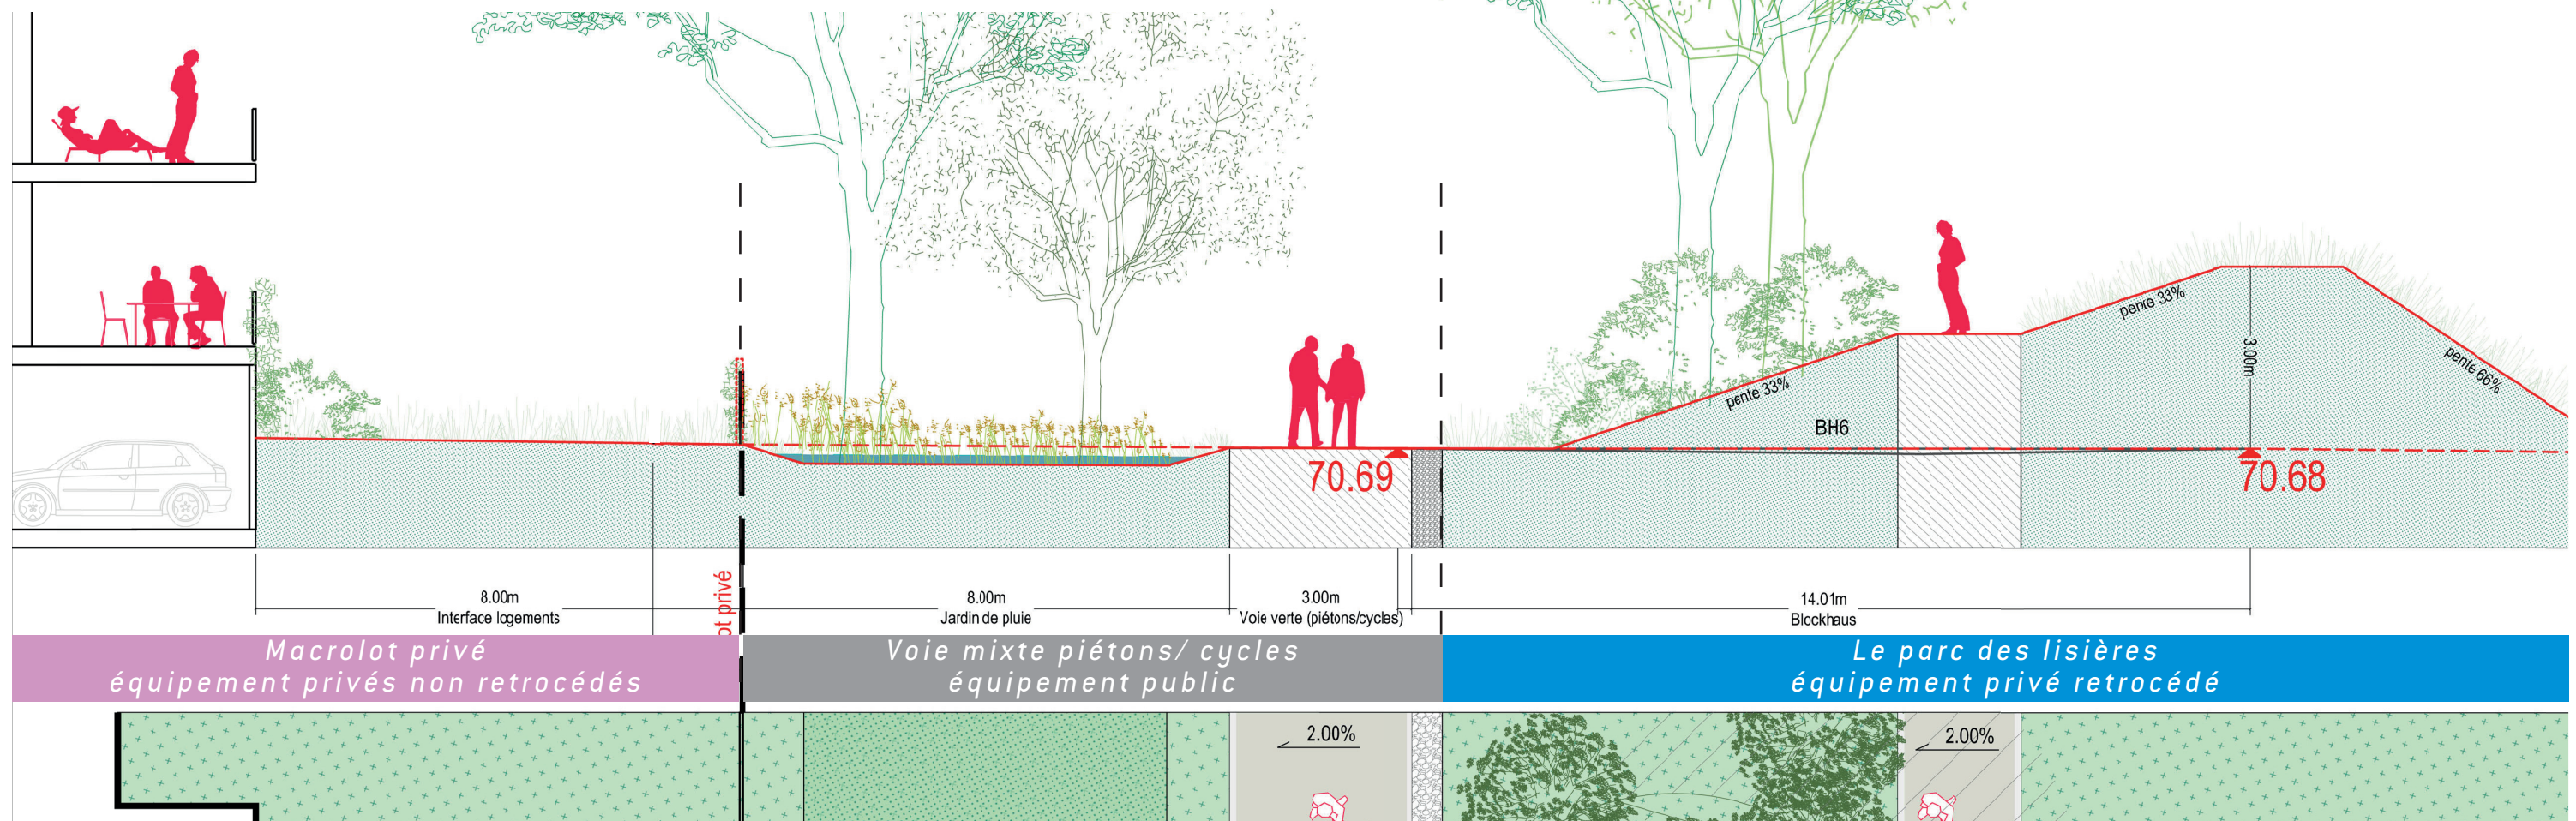 pente 33%
3.00m
pente 66%
pente 33%
BH6
70.69
70.68
ot privé
8.00m
Interface logements
8.00m
Jardin de pluie
3.00m
Voie verte (piétons/cycles)
14.01m
Blockhaus
Macrolot privé
équipement privés non retrocédés
Voie mixte piétons/ cycles
équipement public
Le parc des lisières
équipement privé retrocédé
2.00%
2.00%